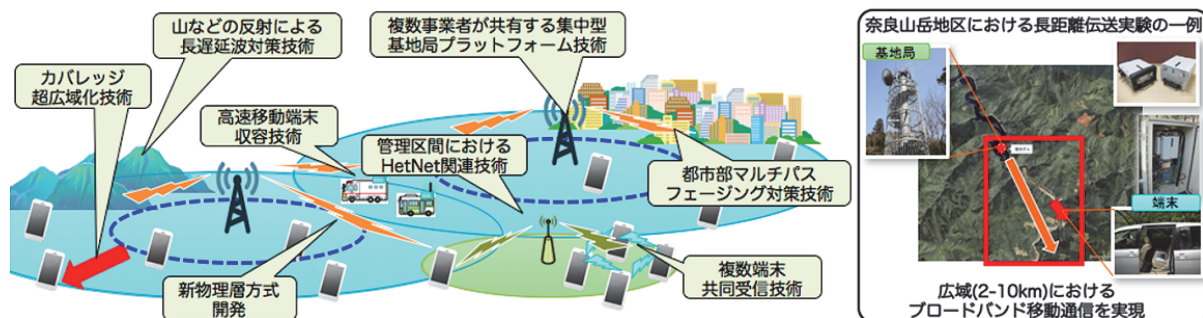 山などの反射による
長遅延波対策技術
複数事業者が共有する集中型
基地局プラットフォーム技術
カバレッジ
超広域化技術
高速移動端末
収容技術
管理区間における
HetNet関連技術
都市部マルチパス
フェージング対策技術
新物理層方式
開発
複数端末
共同受信技術
奈良山岳地区における長距離伝送実験の一例
基地局
端末
広域(2-10km)における
ブロードバンド移動通信を実現